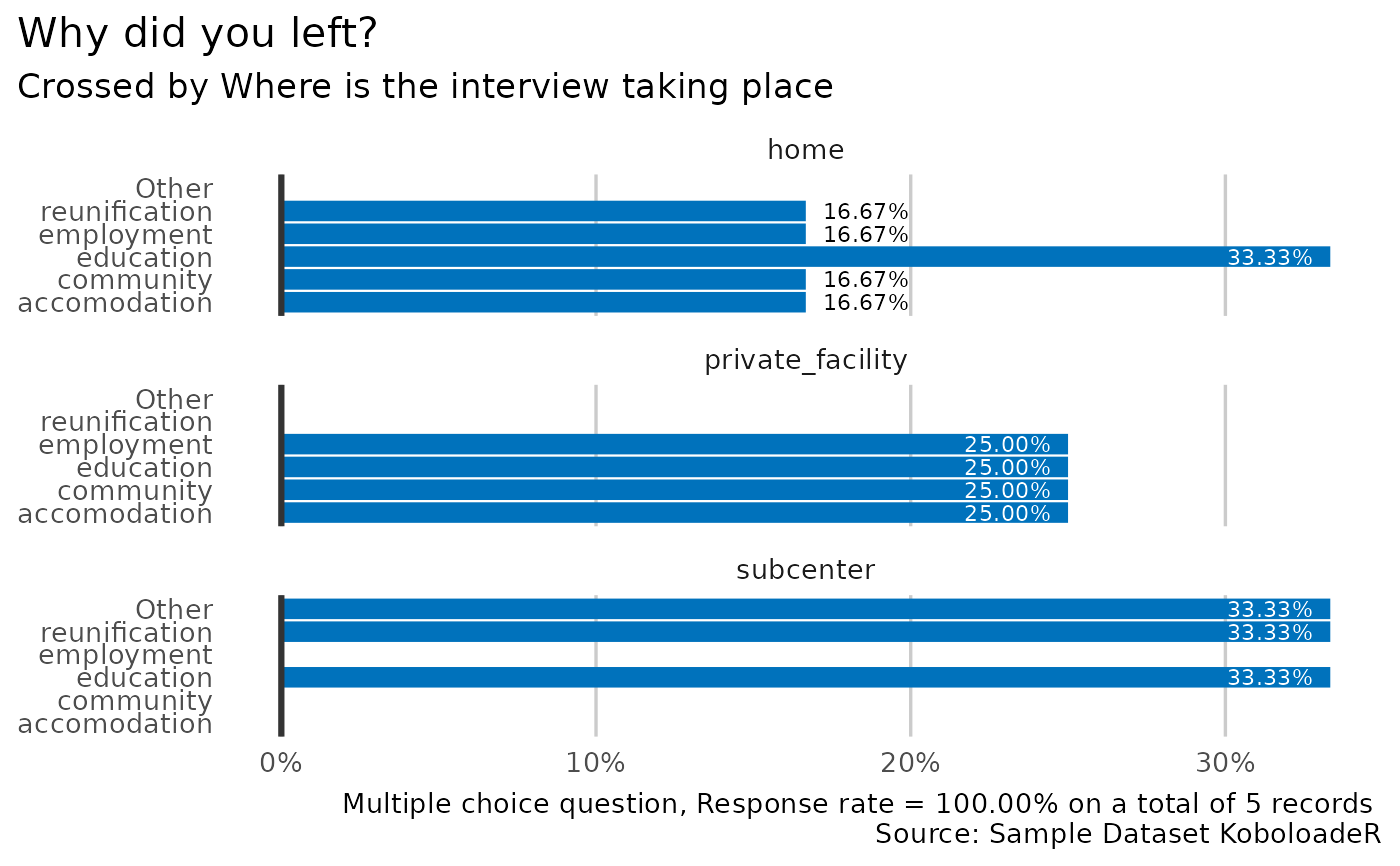 Why did you left?
Crossed by Where is the interview taking place
home
Other
reunification 16.67%
employment 16.67%
education 33.33%
community 16.67%
accomodation 16.67%
private_facility
Other
reunification
employment 25.00%
education 25.00%
community 25.00%
accomodation 25.00%
subcenter
Other 33.33%
reunification 33.33%
employment
education 33.33%
community
accomodation
0% 10% 20% 30%
Multiple choice question, Response rate = 100.00% on a total of 5 records
Source: Sample Dataset KoboloadeR